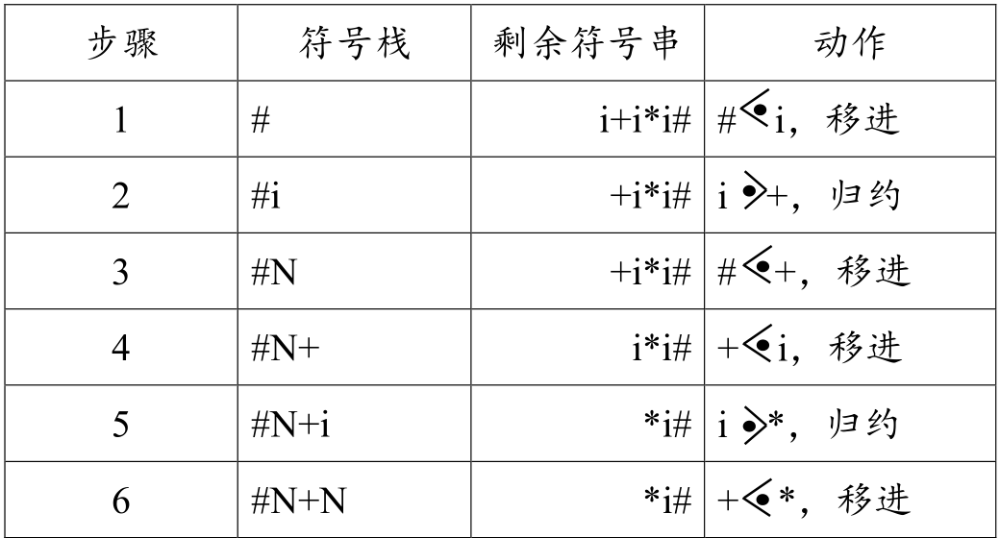 步骤 符号栈 剩余符号串 动作
1 # i+i*i# #⋖i，移进
2 #i +i*i# i ⋗+，归约
3 #N +i*i# #⋖+，移进
4 #N+ i*i# +⋖i，移进
5 #N+i *i# i ⋗*，归约
6 #N+N *i# +⋖*，移进